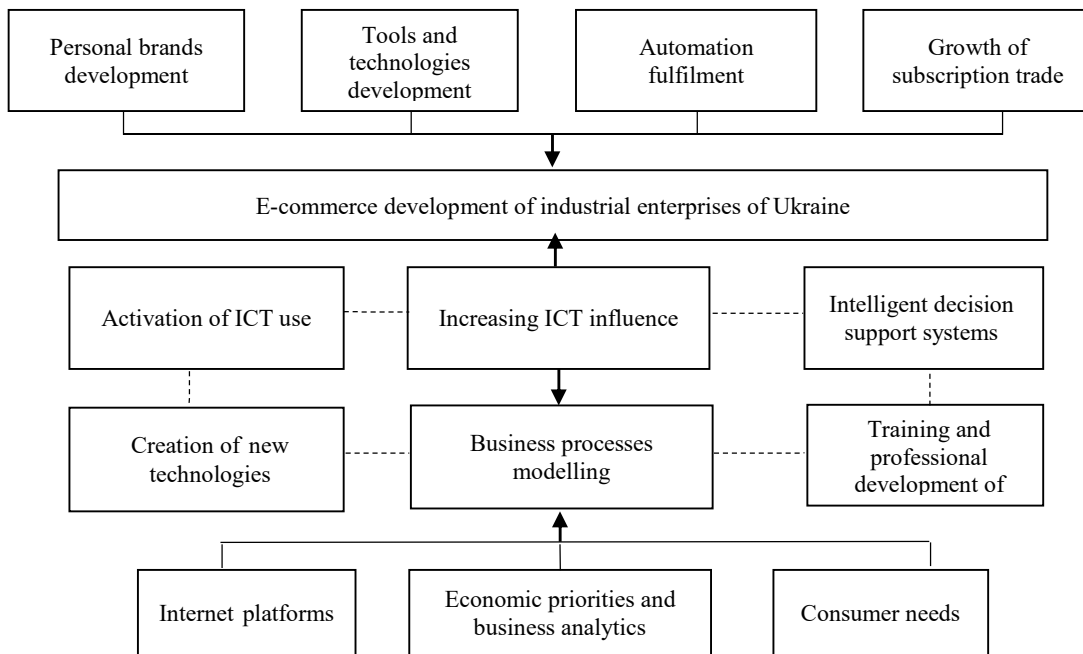 Personal brands
development
Tools and
technologies
development
Automation
fulfilment
Growth of
subscription trade
E-commerce development of industrial enterprises of Ukraine
Activation of ICT use
Increasing ICT influence
Intelligent decision
support systems
Creation of new
technologies
Business processes
modelling
Training and
professional
development of
Internet platforms
Economic priorities and
business analytics
Consumer needs